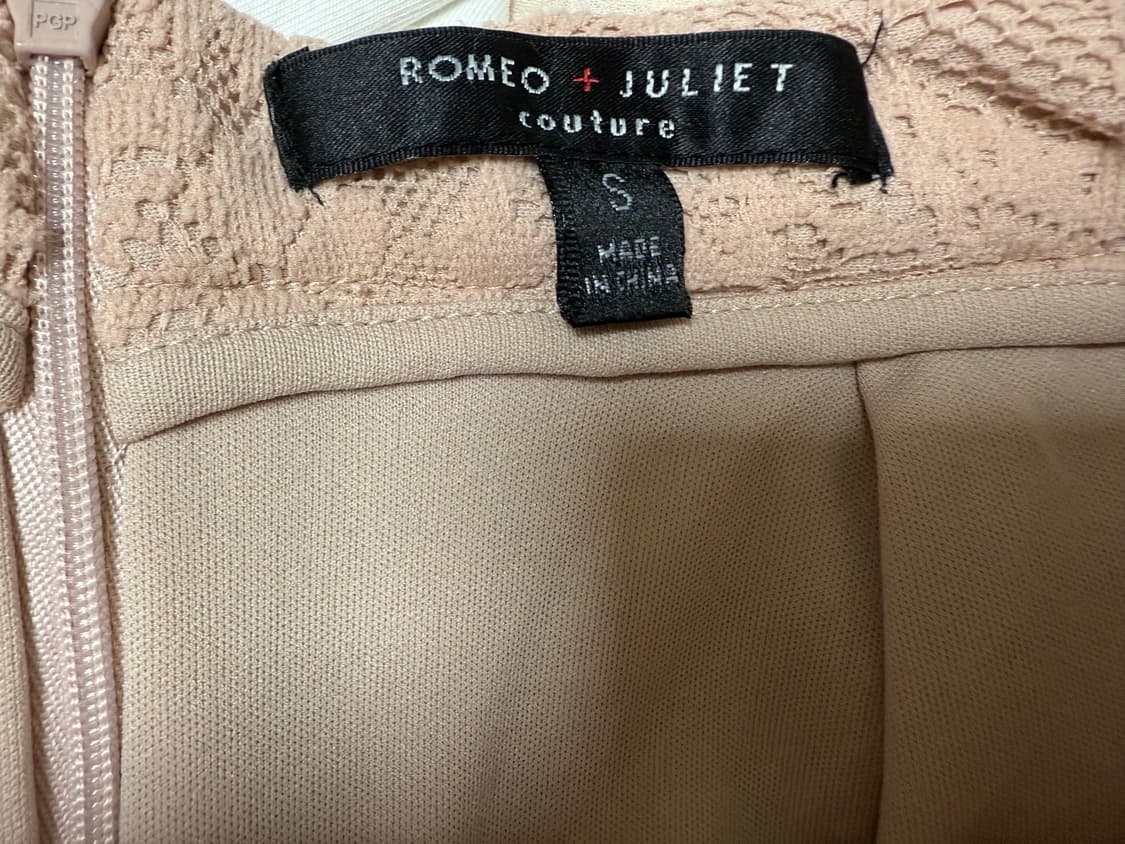 PGP
ROMEO + JULIET
couture
S
MADE
IN CHINA